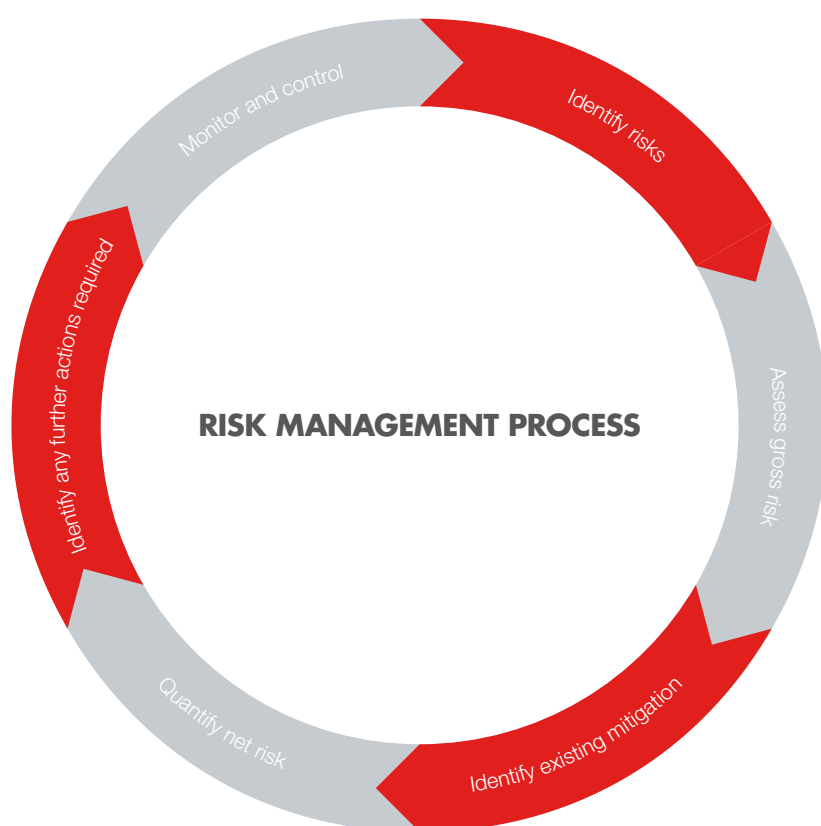 Identify risks
Assess gross risk
Identify existing mitigation
Quantify net risk
Identify any further actions required
Monitor and control
RISK MANAGEMENT PROCESS